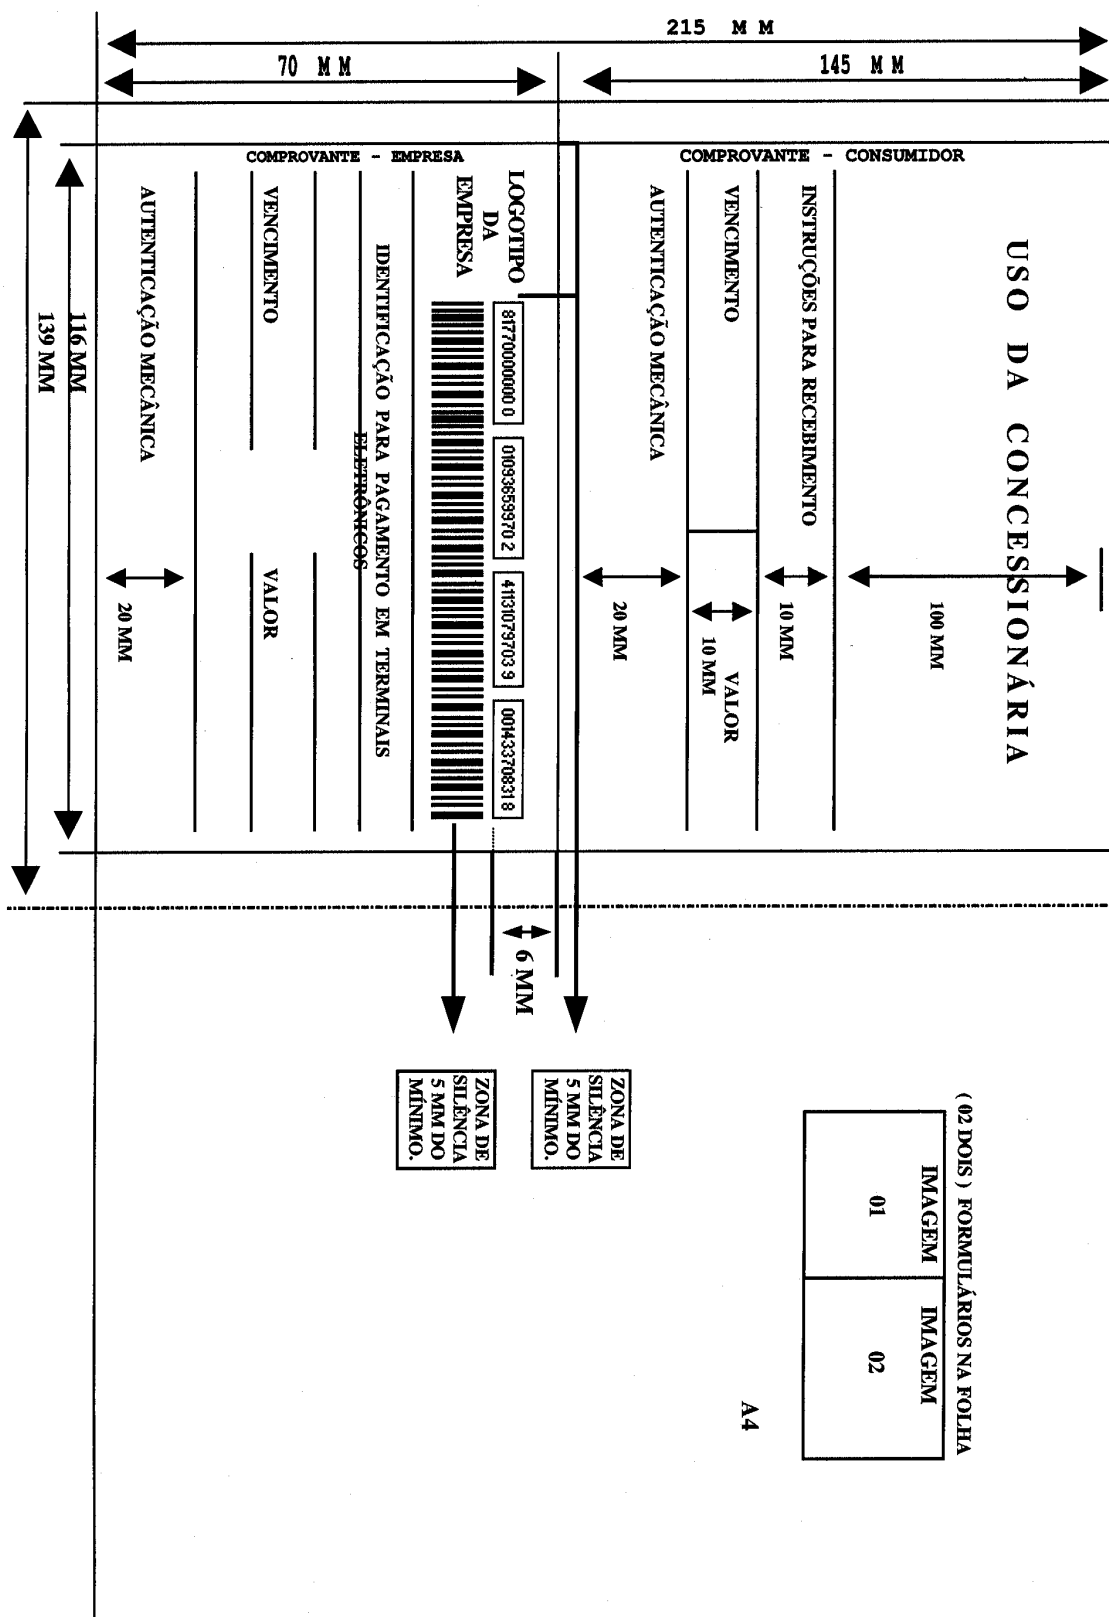 215 M M
70 M M
145 M M
COMPROVANTE - EMPRESA
COMPROVANTE - CONSUMIDOR
USO DA CONCESSIONÁRIA
100 MM
INSTRUÇÕES PARA RECEBIMENTO
10 MM
VENCIMENTO
VALOR
10 MM
AUTENTICAÇÃO MECÂNICA
20 MM
LOGOTIPO
DA
EMPRESA
81770000000 0
01093659970 2
41131079703 9
00143370831 8
IDENTIFICAÇÃO PARA PAGAMENTO EM TERMINAIS
ELETRÔNICOS
VENCIMENTO
VALOR
AUTENTICAÇÃO MECÂNICA
20 MM
116 MM
139 MM
6 MM
ZONA DE
SILÊNCIA
5 MM DO
MÍNIMO.
ZONA DE
SILÊNCIA
5 MM DO
MÍNIMO.
( 02 DOIS ) FORMULÁRIOS NA FOLHA
IMAGEM
01
IMAGEM
02
A4